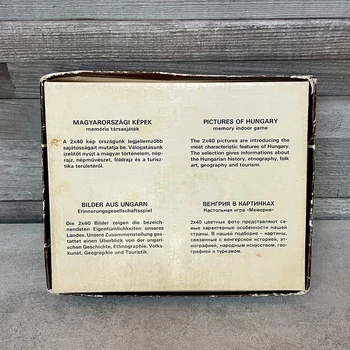 MAGYARORSZÁGI KÉPEK
memória társasjáték
A 2x40 kép országunk legjellemzőbb
sajátosságait mutatja be. Válogatásunk
ízelítőt nyújt a magyar történelem, nép-
rajz, népművészet, földrajz és a turisz-
tika területéről.
PICTURES OF HUNGARY
memory indoor game
The 2x40 pictures are introducing the
most characteristic features of Hungary.
The selection gives informations about
the Hungarian history, etnography, folk
art, geography and tourism.
BILDER AUS UNGARN
Erinnerungsgesellschaftsspiel
Die 2x40 Bilder zeigen die bezeich-
nendsten Eigentümlichkeiten unseres
Landes. Unsere Zusammenstellung ge-
stattet einen Überblick von der ungari-
schen Geschichte, Ethnographie, Volks-
kunst, Geographie und Touristik.
ВЕНГРИЯ В КАРТИНКАХ
Настольная игра «Мемория»
2x40 цветных фото представляют са-
мые характерные особенности нашей
страны. В нашей подборке – картины,
связанные с венгерской историей, эт-
нографией, народным искусством, гео-
графией и туризмом.